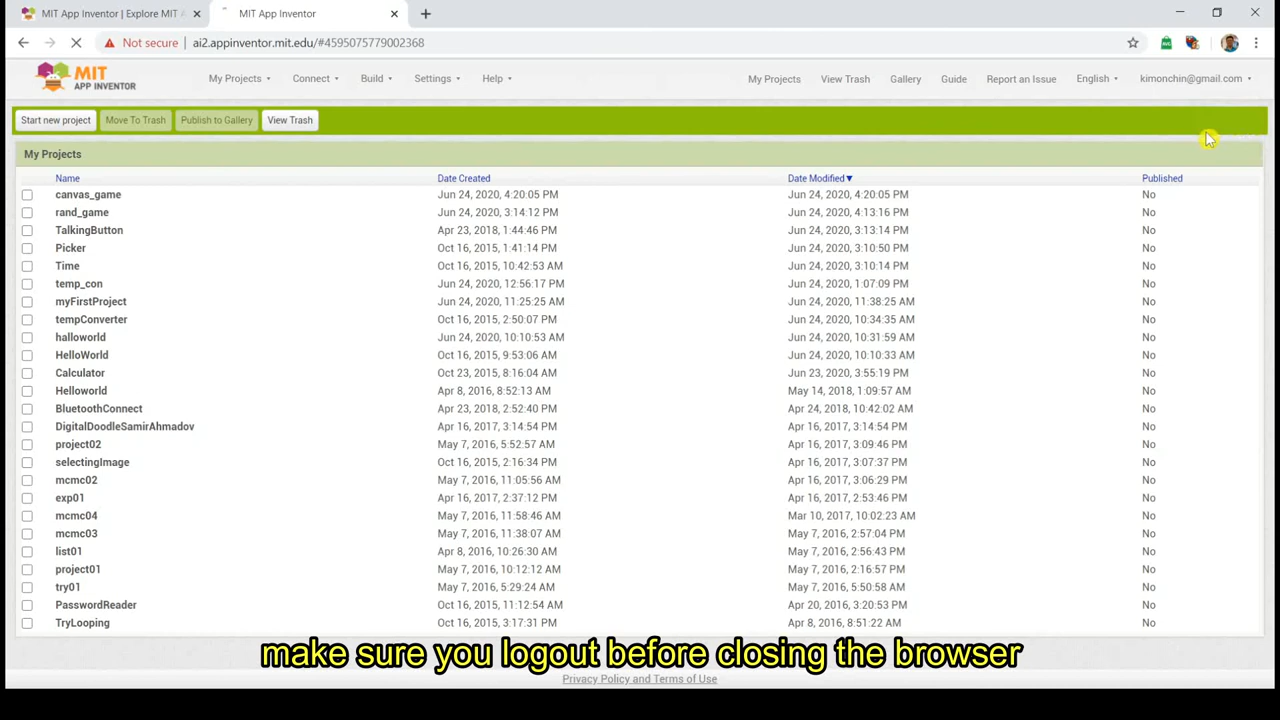 MIT App Inventor | Explore MIT A
MIT App Inventor
Not secure | ai2.appinventor.mit.edu/#4595075779002368
MIT APP INVENTOR My Projects Connect Build Settings Help My Projects View Trash Gallery Guide Report an Issue English kimonchin@gmail.com
Start new project Move To Trash Publish to Gallery View Trash
My Projects
Name Date Created Date Modified Published
canvas_game Jun 24, 2020, 4:20:05 PM Jun 24, 2020, 4:20:05 PM No
rand_game Jun 24, 2020, 3:14:12 PM Jun 24, 2020, 4:13:16 PM No
TalkingButton Apr 23, 2018, 1:44:46 PM Jun 24, 2020, 3:13:14 PM No
Picker Oct 16, 2015, 1:41:14 PM Jun 24, 2020, 3:10:50 PM No
Time Oct 16, 2015, 10:42:53 AM Jun 24, 2020, 3:10:14 PM No
temp_con Jun 24, 2020, 12:56:17 PM Jun 24, 2020, 1:07:09 PM No
myFirstProject Jun 24, 2020, 11:25:25 AM Jun 24, 2020, 11:38:25 AM No
tempConverter Oct 16, 2015, 2:50:07 PM Jun 24, 2020, 10:34:35 AM No
halloworld Jun 24, 2020, 10:10:53 AM Jun 24, 2020, 10:31:59 AM No
HelloWorld Oct 16, 2015, 9:53:06 AM Jun 24, 2020, 10:10:33 AM No
Calculator Oct 23, 2015, 8:16:04 AM Jun 23, 2020, 3:55:19 PM No
Helloworld Apr 8, 2016, 8:52:13 AM May 14, 2018, 1:09:57 AM No
BluetoothConnect Apr 23, 2018, 2:52:40 PM Apr 24, 2018, 10:42:02 AM No
DigitalDoodleSamirAhmadov Apr 16, 2017, 3:14:54 PM Apr 16, 2017, 3:14:54 PM No
project02 May 7, 2016, 5:52:57 AM Apr 16, 2017, 3:09:46 PM No
selectingImage Oct 16, 2015, 2:16:34 PM Apr 16, 2017, 3:07:37 PM No
mcmc02 May 7, 2016, 11:05:56 AM Apr 16, 2017, 3:06:29 PM No
exp01 Apr 16, 2017, 2:37:12 PM Apr 16, 2017, 2:53:46 PM No
mcmc04 May 7, 2016, 11:58:46 AM Mar 10, 2017, 10:02:23 AM No
mcmc03 May 7, 2016, 11:38:07 AM May 7, 2016, 2:57:04 PM No
list01 Apr 8, 2016, 10:26:30 AM May 7, 2016, 2:56:43 PM No
project01 May 7, 2016, 10:12:12 AM May 7, 2016, 2:16:57 PM No
try01 May 7, 2016, 5:29:24 AM May 7, 2016, 5:50:58 AM No
PasswordReader Oct 16, 2015, 11:12:54 AM Apr 20, 2016, 3:20:53 PM No
TryLooping Oct 16, 2015, 3:17:31 PM Apr 8, 2016, 8:51:22 AM No
make sure you logout before closing the browser
Privacy Policy and Terms of Use